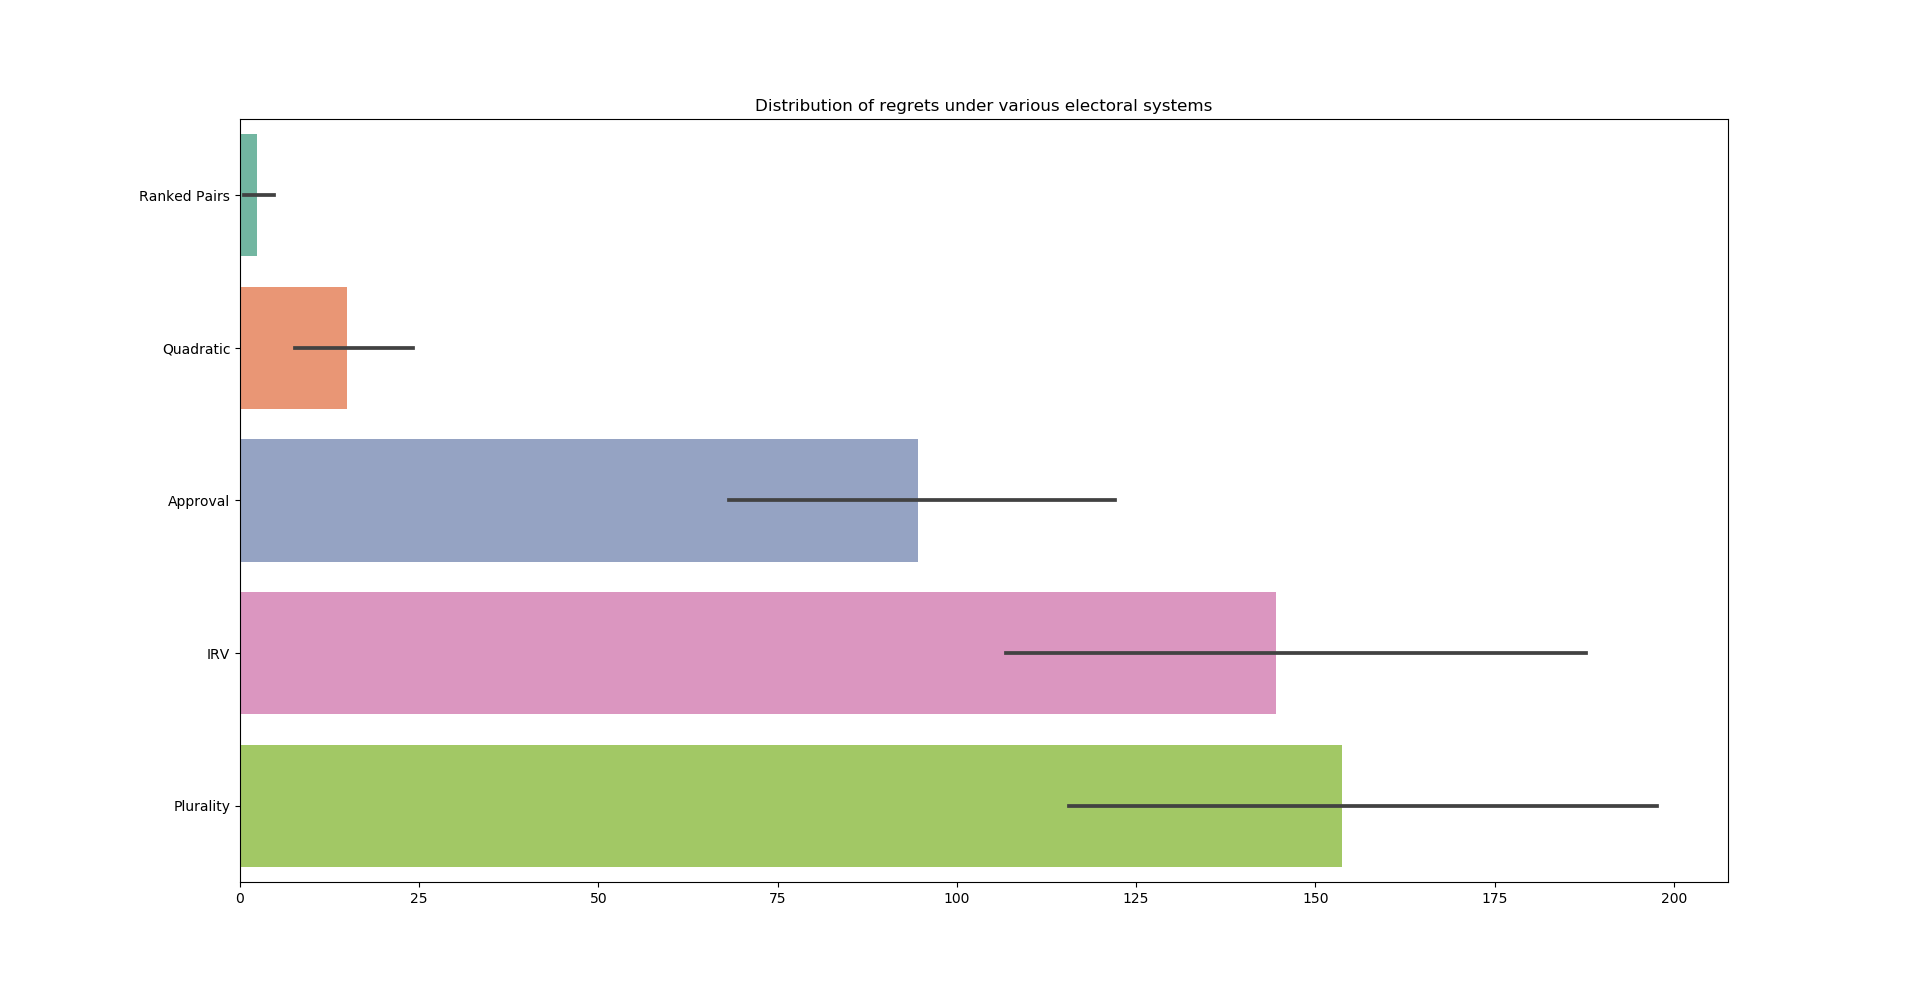 Distribution of regrets under various electoral systems
Ranked Pairs
Quadratic
Approval
IRV
Plurality
0 25 50 75 100 125 150 175 200